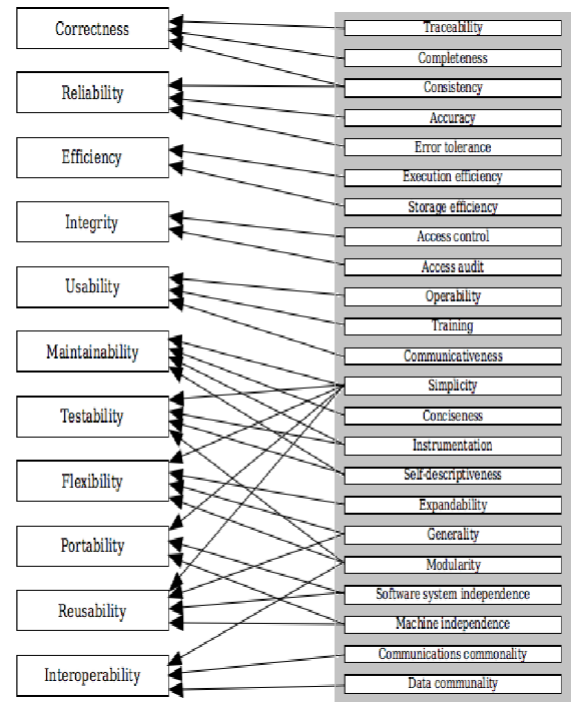 Correctness
Reliability
Efficiency
Integrity
Usability
Maintainability
Testability
Flexibility
Portability
Reusability
Interoperability
Traceability
Completeness
Consistency
Accuracy
Error tolerance
Execution efficiency
Storage efficiency
Access control
Access audit
Operability
Training
Communicativeness
Simplicity
Conciseness
Instrumentation
Self-descriptiveness
Expandability
Generality
Modularity
Software system independence
Machine independence
Communications commonality
Data communality